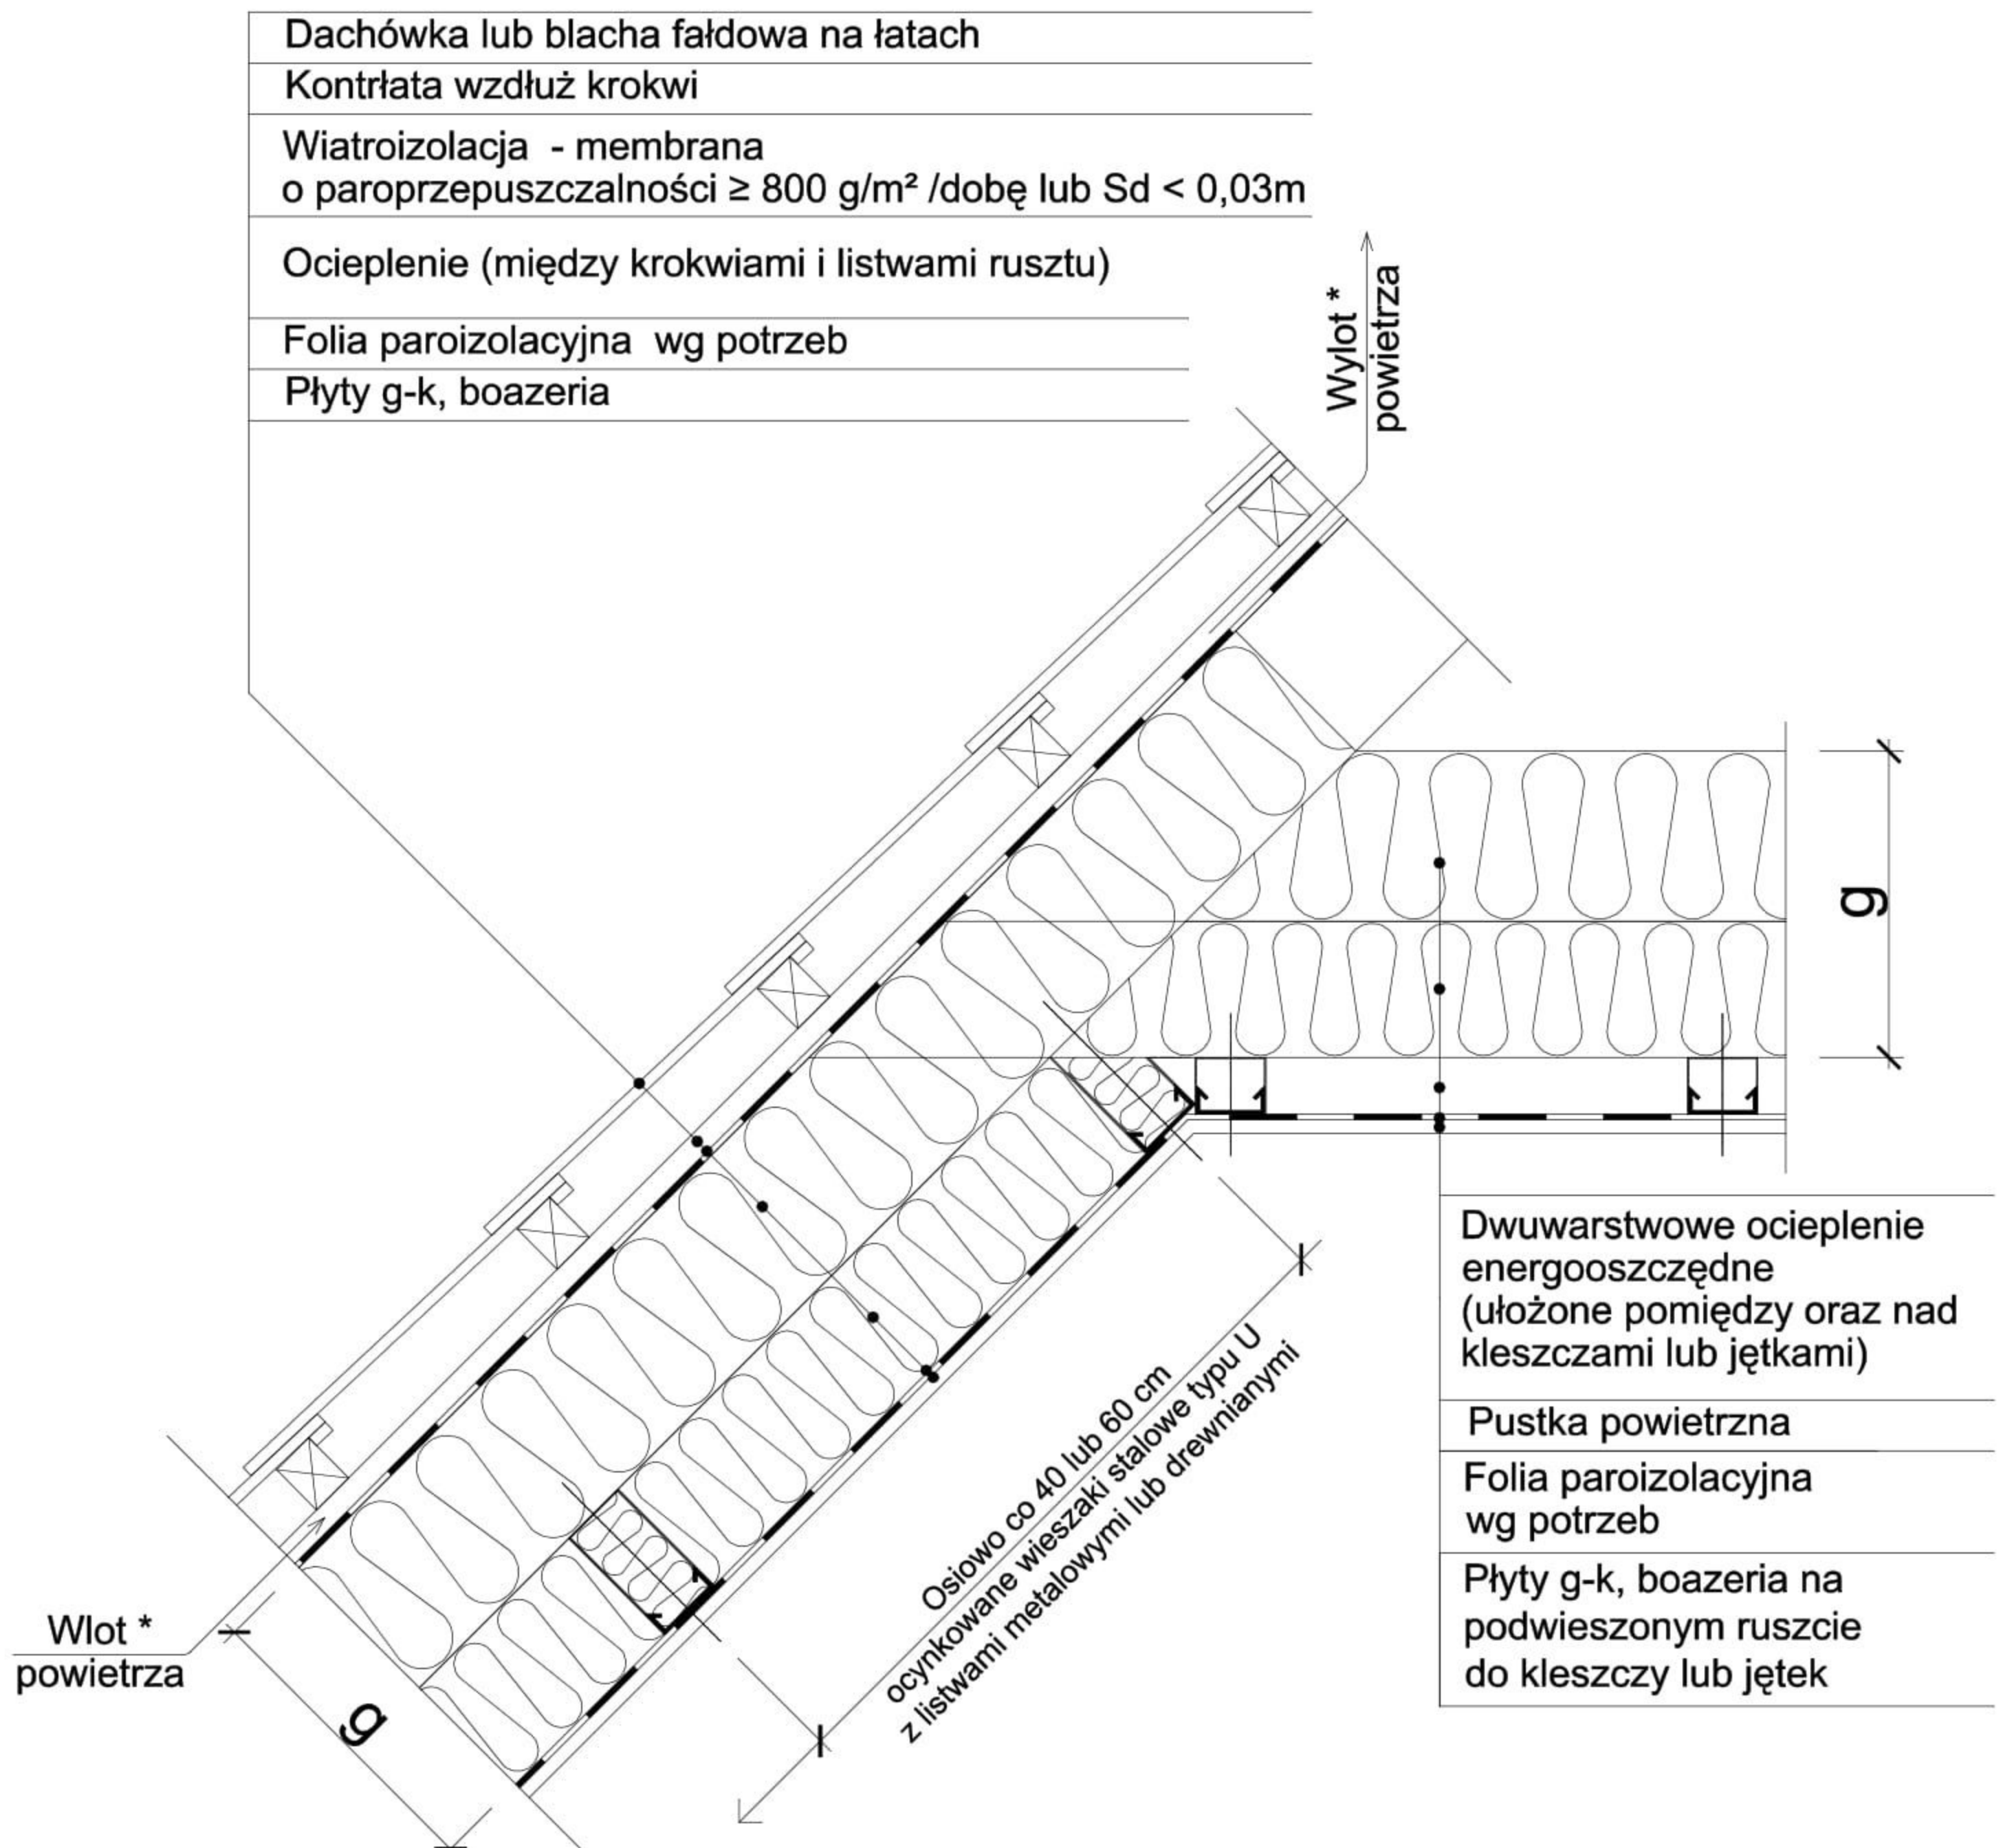 Dachówka lub blacha fałdowa na łatach
Kontrłata wzdłuż krokwi
Wiatroizolacja - membrana
o paroprzepuszczalności ≥ 800 g/m² /dobę lub Sd < 0,03m
Ocieplenie (między krokwiami i listwami rusztu)
Folia paroizolacyjna wg potrzeb
Płyty g-k, boazeria
Wylot *
powietrza
g
Dwuwarstwowe ocieplenie
energooszczędne
(ułożone pomiędzy oraz nad
kleszczami lub jętkami)
Pustka powietrzna
Folia paroizolacyjna
wg potrzeb
Płyty g-k, boazeria na
podwieszonym ruszcie
do kleszczy lub jętek
Osiowo co 40 lub 60 cm
ocynkowane wieszaki stalowe typu U
z listwami metalowymi lub drewnianymi
Wlot *
powietrza
g